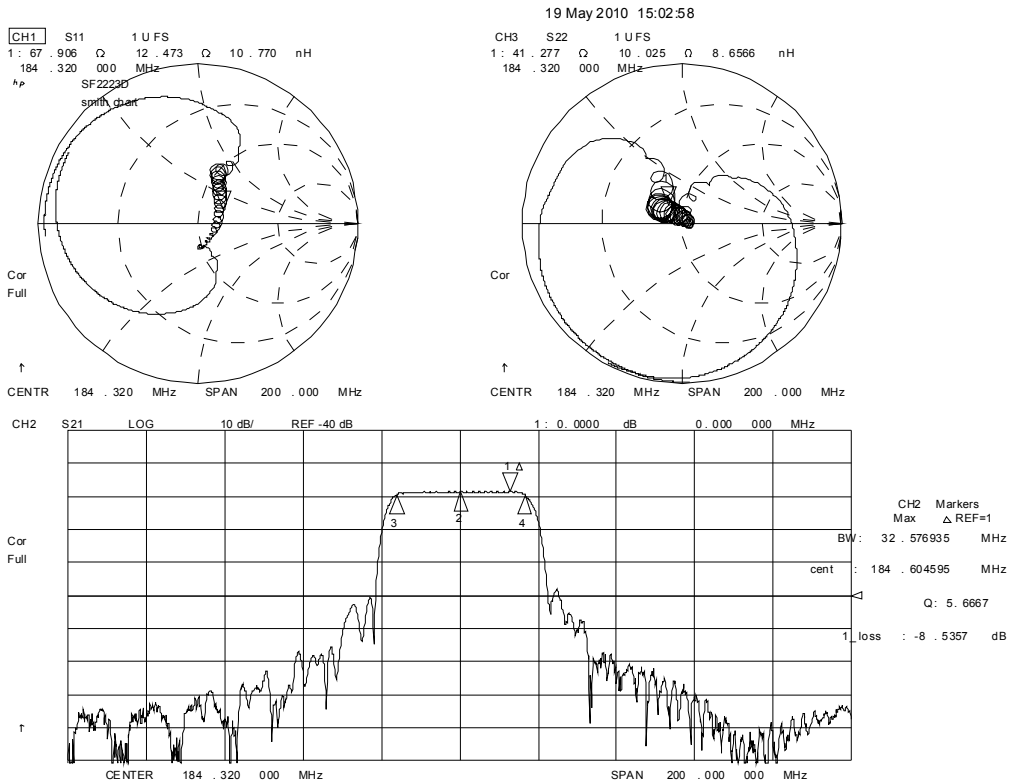 19 May 2010 15:02:58
CH1 S11 1 U FS
1: 67 .906 Ω 12 .473 Ω 10 .770 nH
184 .320 000 MHz
hp SF2223D
smith chart
Cor
Full
↑
CENTR 184 .320 MHz SPAN 200 .000 MHz
CH3 S22 1 U FS
1: 41 .277 Ω 10 .025 Ω 8 .6566 nH
184 .320 000 MHz
Cor
↑
CENTR 184 .320 MHz SPAN 200 .000 MHz
CH2 S21 LOG 10 dB/ REF -40 dB 1: 0. 0000 dB 0. 000 000 MHz
1 Δ
3 2 4
Cor
Full
↑
CH2 Markers
Max Δ REF=1
BW: 32 .576935 MHz
cent : 184 .604595 MHz
Q: 5. 6667
1_loss : -8 .5357 dB
CENTER 184 .320 000 MHz SPAN 200 .000 000 MHz